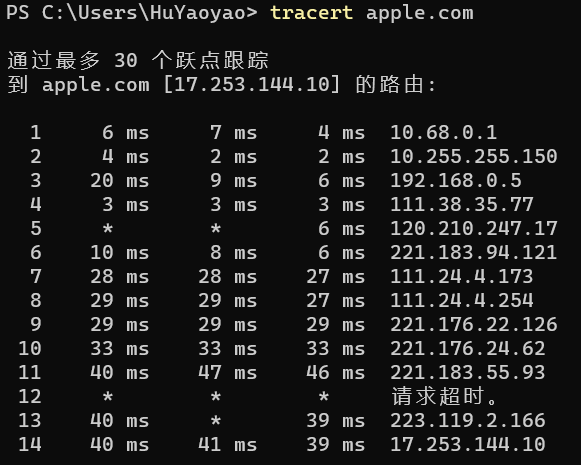 PS C:\Users\HuYaoyao> tracert apple.com
通过最多 30 个跃点跟踪
到 apple.com [17.253.144.10] 的路由:
1 6 ms 7 ms 4 ms 10.68.0.1
2 4 ms 2 ms 2 ms 10.255.255.150
3 20 ms 9 ms 6 ms 192.168.0.5
4 3 ms 3 ms 3 ms 111.38.35.77
5 * * 6 ms 120.210.247.17
6 10 ms 8 ms 6 ms 221.183.94.121
7 28 ms 28 ms 27 ms 111.24.4.173
8 29 ms 29 ms 27 ms 111.24.4.254
9 29 ms 29 ms 29 ms 221.176.22.126
10 33 ms 33 ms 33 ms 221.176.24.62
11 40 ms 47 ms 46 ms 221.183.55.93
12 * * * 请求超时。
13 40 ms * 39 ms 223.119.2.166
14 40 ms 41 ms 39 ms 17.253.144.10